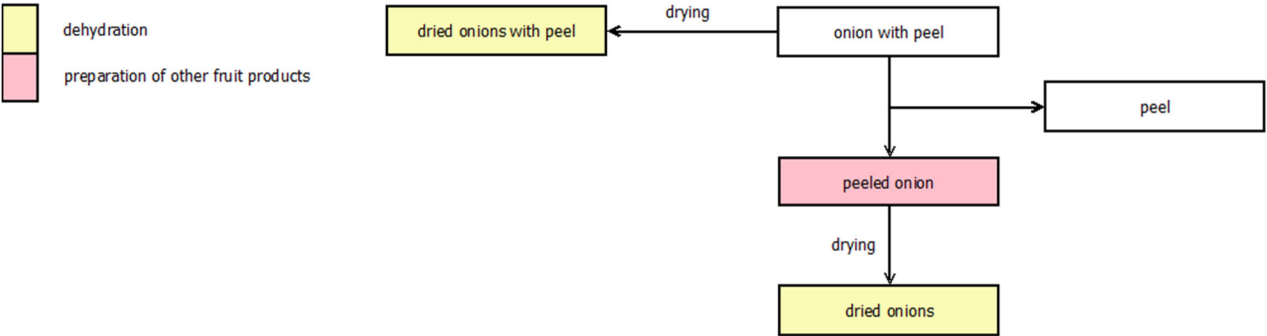 dehydration
preparation of other fruit products
dried onions with peel
drying
onion with peel
peel
peeled onion
drying
dried onions